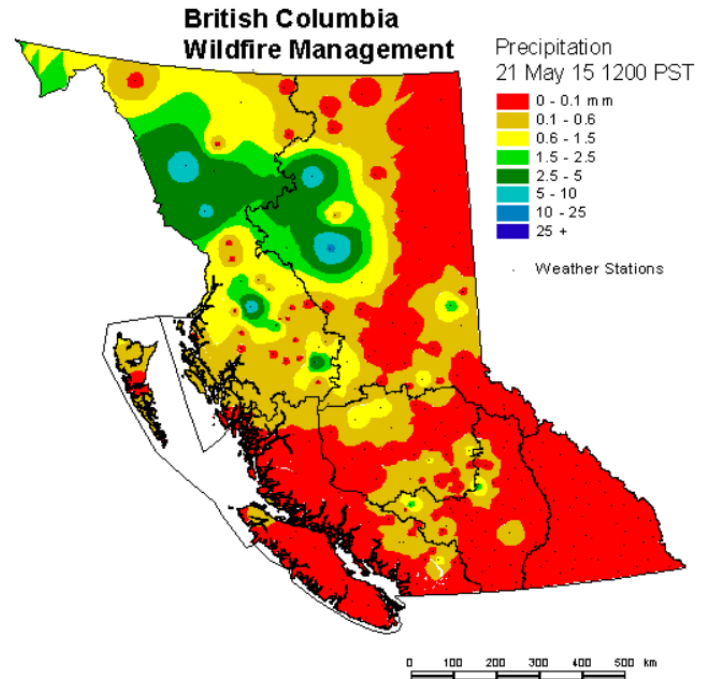 British Columbia
Wildfire Management
Precipitation
21 May 15 1200 PST
0 - 0.1 mm
0.1 - 0.6
0.6 - 1.5
1.5 - 2.5
2.5 - 5
5 - 10
10 - 25
25 +
Weather Stations
0 100 200 300 400 500 km